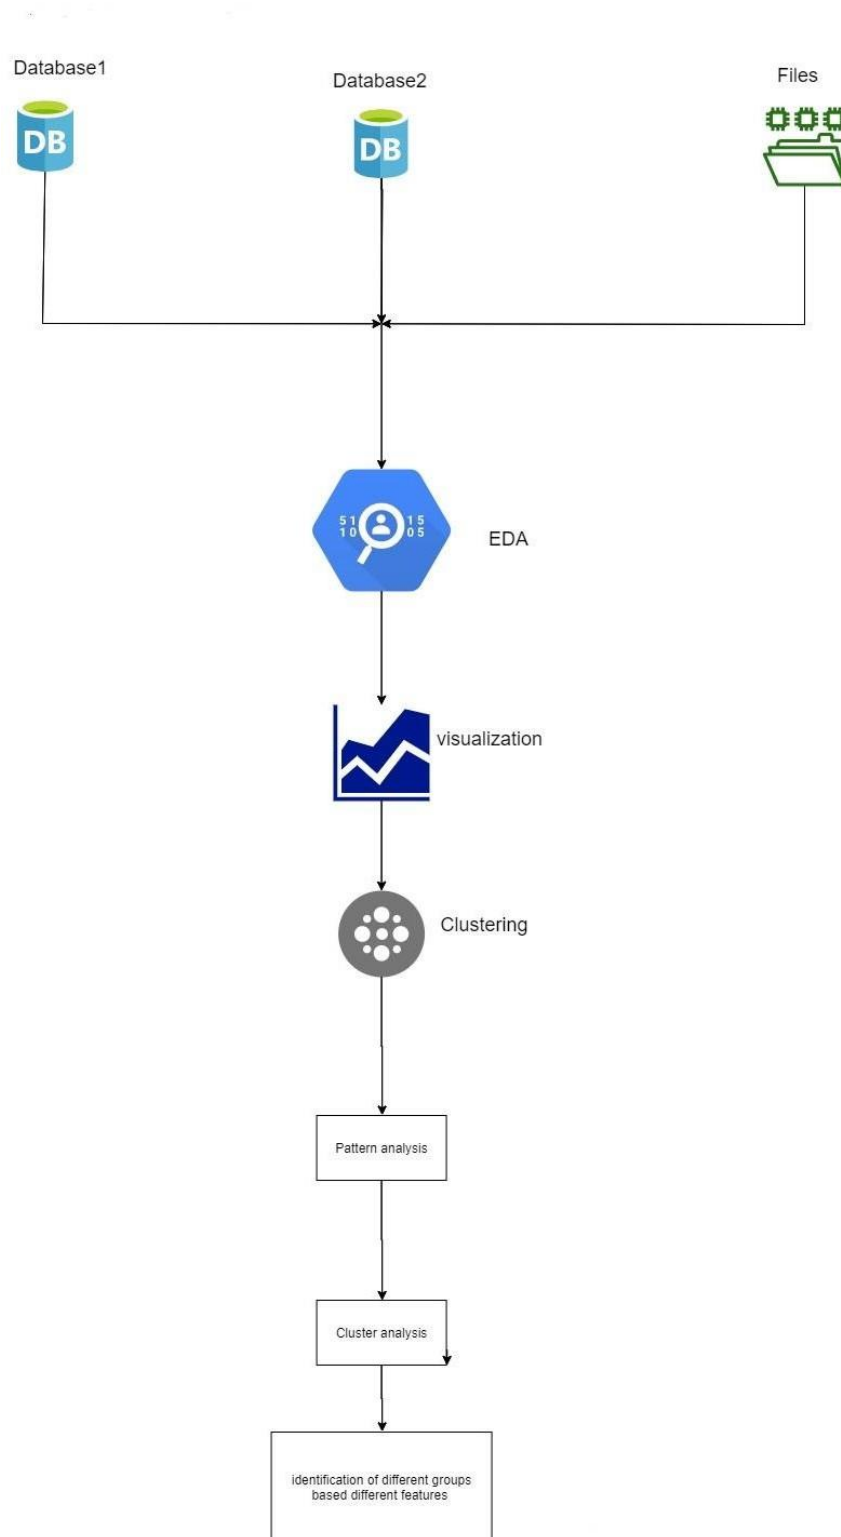 Database1
Database2
Files
DB
DB
51
10
15
05
EDA
visualization
Clustering
Pattern analysis
Cluster analysis
identification of different groups
based different features